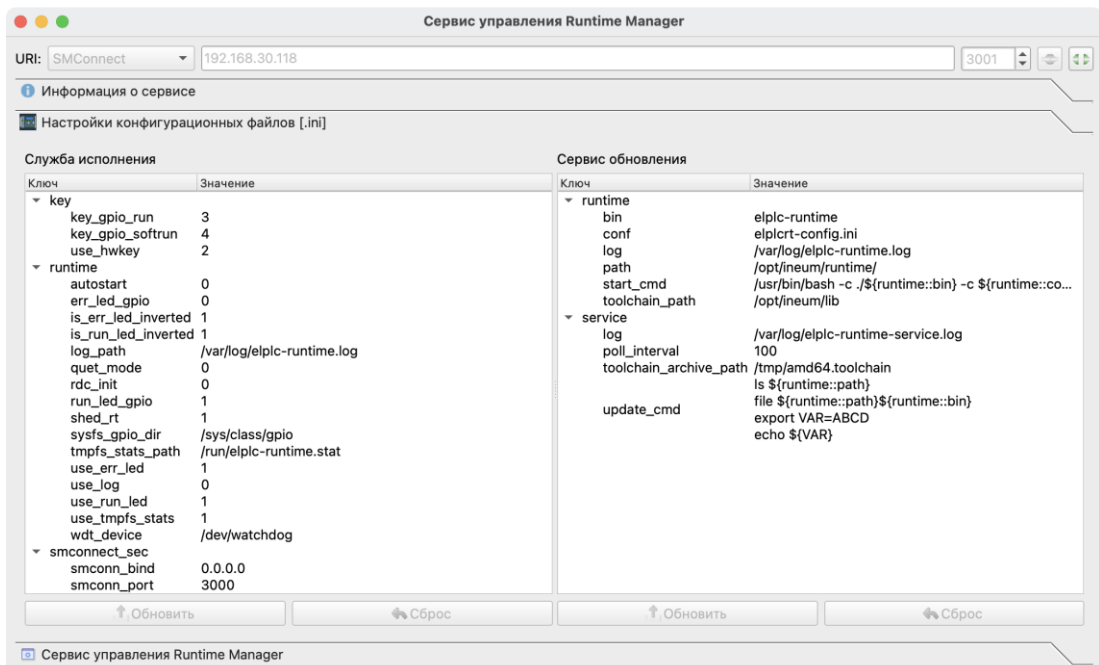 Сервис управления Runtime Manager
URI: SMConnect 192.168.30.118 3001
Информация о сервисе
Настройки конфигурационных файлов [.ini]
Служба исполнения
Ключ Значение
key
key_gpio_run 3
key_gpio_softrun 4
use_hwkey 2
runtime
autostart 0
err_led_gpio 0
is_err_led_inverted 1
is_run_led_inverted 1
log_path /var/log/elplc-runtime.log
quet_mode 0
rdc_init 0
run_led_gpio 1
shed_rt 1
sysfs_gpio_dir /sys/class/gpio
tmpfs_stats_path /run/elplc-runtime.stat
use_err_led 1
use_log 0
use_run_led 1
use_tmpfs_stats 1
wdt_device /dev/watchdog
smconnect_sec
smconn_bind 0.0.0.0
smconn_port 3000
Обновить Сброс
Сервис обновления
Ключ Значение
runtime
bin elplc-runtime
conf elplcrt-config.ini
log /var/log/elplc-runtime.log
path /opt/ineum/runtime/
start_cmd /usr/bin/bash -c ./${runtime::bin} -c ${runtime::co...
toolchain_path /opt/ineum/lib
service
log /var/log/elplc-runtime-service.log
poll_interval 100
toolchain_archive_path /tmp/amd64.toolchain
update_cmd ls ${runtime::path}
file ${runtime::path}${runtime::bin}
export VAR=ABCD
echo ${VAR}
Обновить Сброс
Сервис управления Runtime Manager